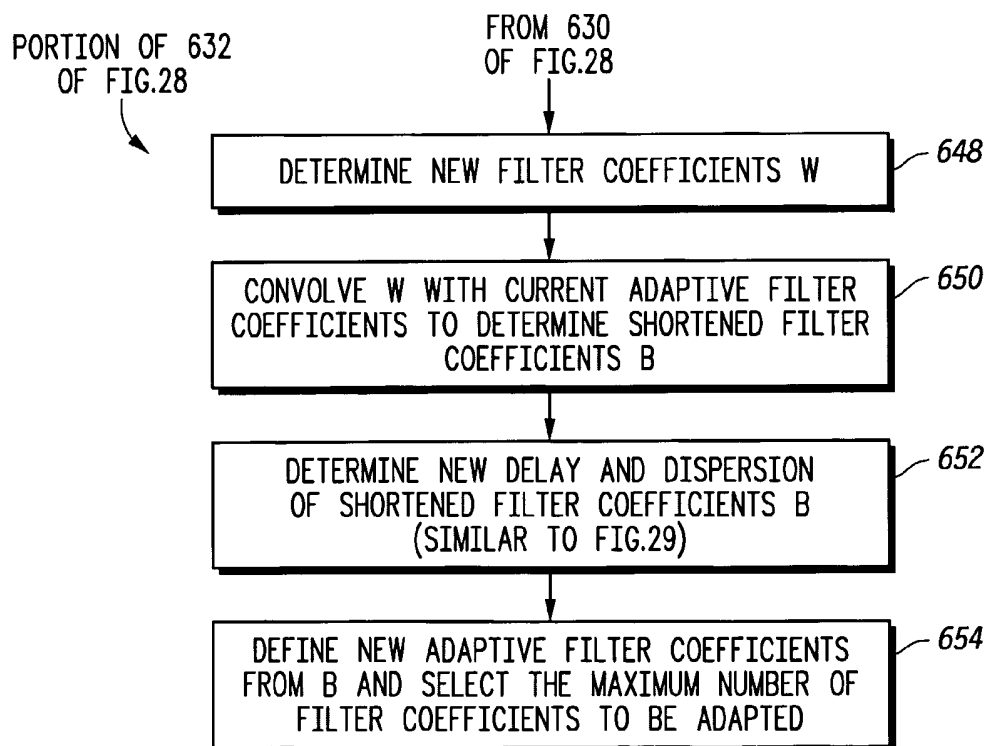 PORTION OF 632
OF FIG.28
FROM 630
OF FIG.28
DETERMINE NEW FILTER COEFFICIENTS W
648
CONVOLVE W WITH CURRENT ADAPTIVE FILTER
COEFFICIENTS TO DETERMINE SHORTENED FILTER
COEFFICIENTS B
650
DETERMINE NEW DELAY AND DISPERSION
OF SHORTENED FILTER COEFFICIENTS B
(SIMILAR TO FIG.29)
652
DEFINE NEW ADAPTIVE FILTER COEFFICIENTS
FROM B AND SELECT THE MAXIMUM NUMBER OF
FILTER COEFFICIENTS TO BE ADAPTED
654